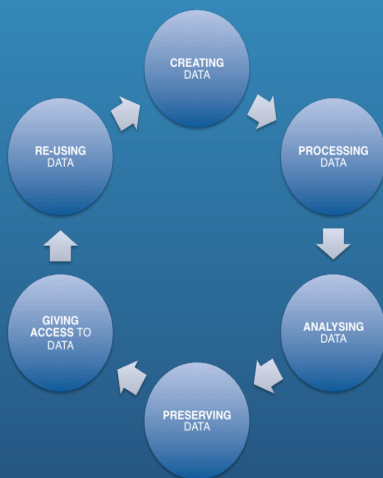 CREATING
DATA
PROCESSING
DATA
ANALYSING
DATA
PRESERVING
DATA
GIVING
ACCESS TO
DATA
RE-USING
DATA